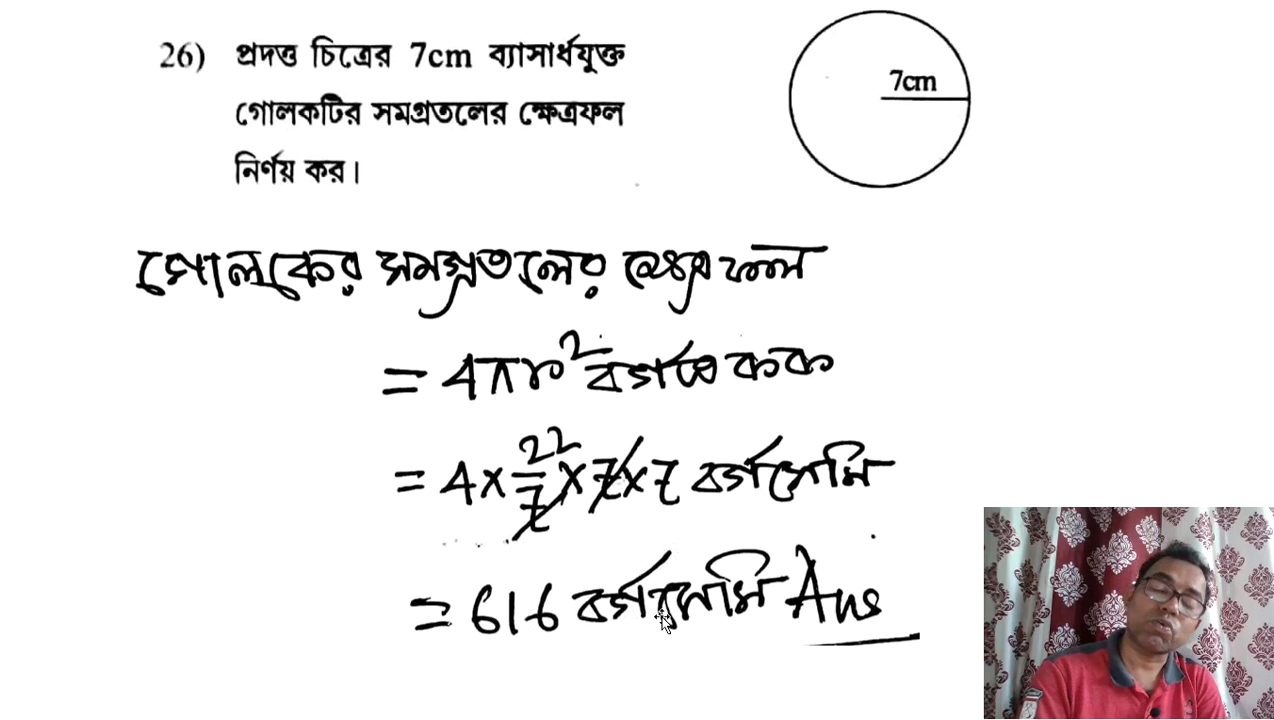 26) প্রদত্ত চিত্রের 7cm ব্যাসার্ধযুক্ত
গোলকটির সমগ্রতলের ক্ষেত্রফল
নির্ণয় কর।
7cm
গোলকের সমগ্রতলের ক্ষেত্রফল
= 4πr² বর্গএকক
= 4 × 22/7 × 7 × 7 বর্গসেমি
= 616 বর্গসেমি Ans